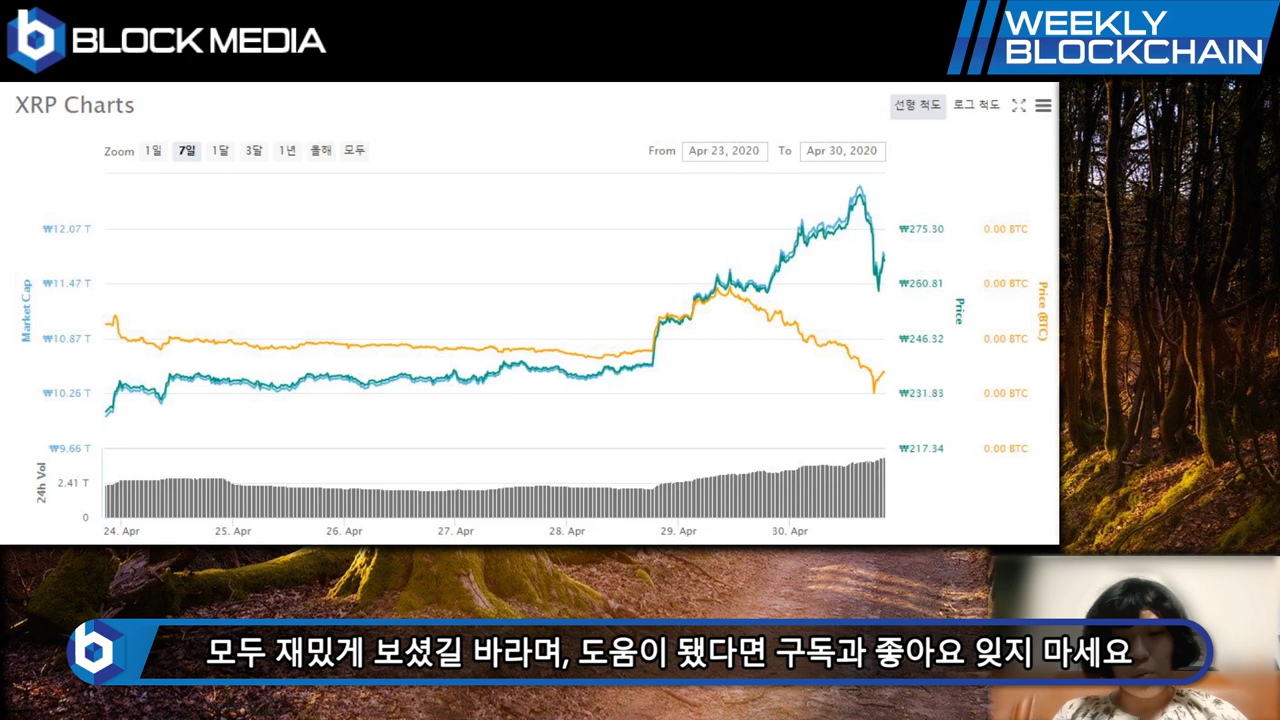 BLOCK MEDIA
WEEKLY
BLOCKCHAIN
XRP Charts
선형 척도 로그 척도
Zoom 1일 7일 1달 3달 1년 올해 모두
From Apr 23, 2020 To Apr 30, 2020
₩12.07 T ₩275.30 0.00 BTC
₩11.47 T ₩260.81 0.00 BTC
Market Cap
Price
Price (BTC)
₩10.87 T ₩246.32 0.00 BTC
₩10.26 T ₩231.83 0.00 BTC
₩9.66 T ₩217.34 0.00 BTC
24h Vol
2.41 T
0
24. Apr 25. Apr 26. Apr 27. Apr 28. Apr 29. Apr 30. Apr
모두 재밌게 보셨길 바라며, 도움이 됐다면 구독과 좋아요 잊지 마세요